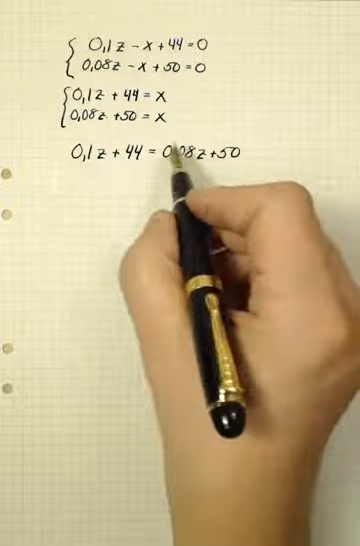 0,1z - x + 44 = 0
0,08z - x + 50 = 0
0,1z + 44 = x
0,08z + 50 = x
0,1z + 44 = 0,08z + 50